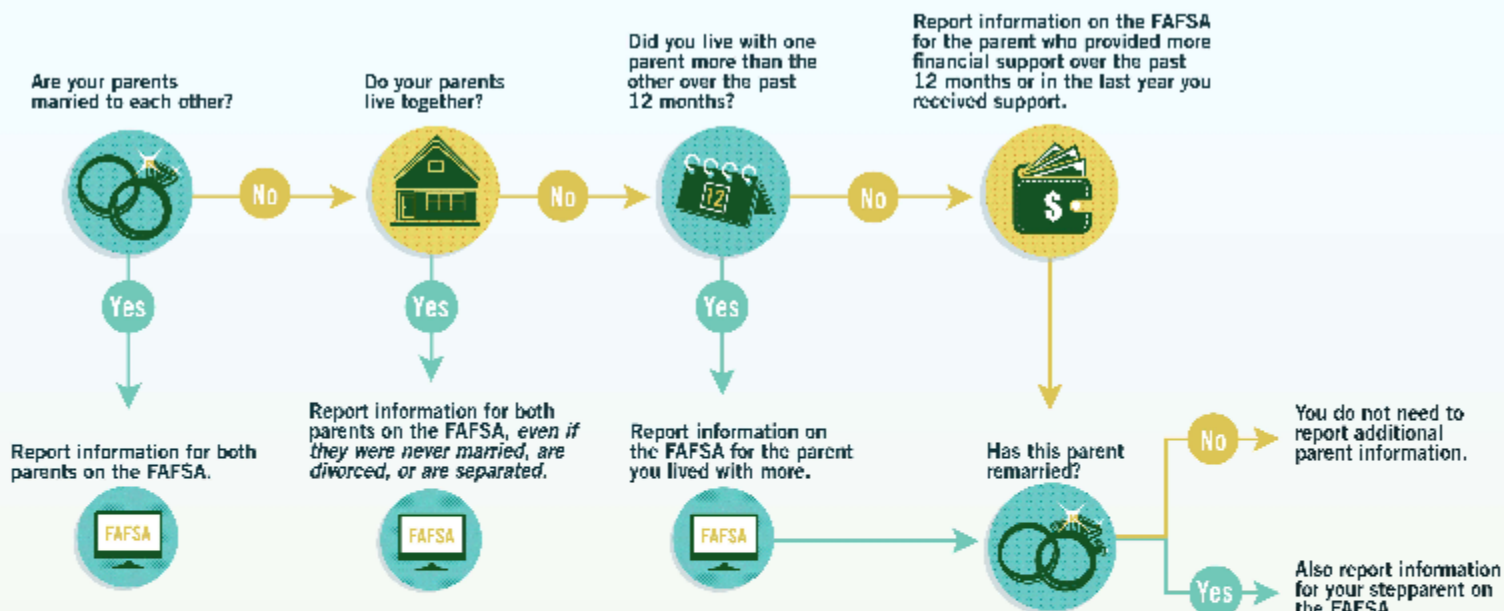 Are your parents
married to each other?
No
Do your parents
live together?
No
Did you live with one
parent more than the
other over the past
12 months?
12
No
Report information on the FAFSA
for the parent who provided more
financial support over the past
12 months or in the last year you
received support.
$
Yes
Yes
Yes
Report information for both
parents on the FAFSA.
FAFSA
Report information for both
parents on the FAFSA, even if
they were never married, are
divorced, or are separated.
FAFSA
Report information on
the FAFSA for the parent
you lived with more.
FAFSA
Has this parent
remarried?
No
You do not need to
report additional
parent information.
Yes
Also report information
for your stepparent on
the FAFSA